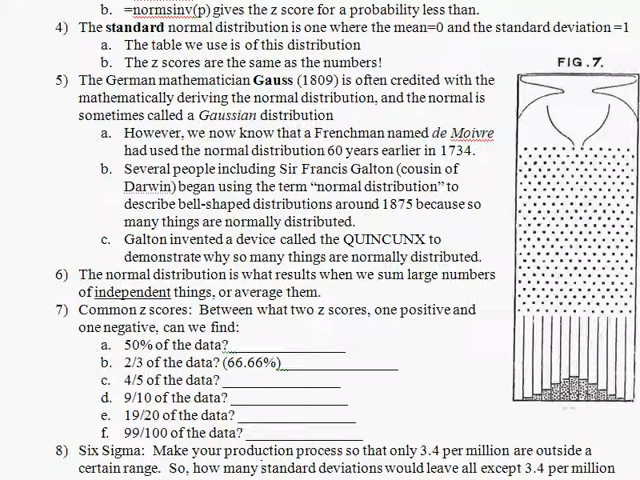 b. =normsinv(p) gives the z score for a probability less than.
4) The standard normal distribution is one where the mean=0 and the standard deviation =1
a. The table we use is of this distribution
b. The z scores are the same as the numbers!
5) The German mathematician Gauss (1809) is often credited with the
mathematically deriving the normal distribution, and the normal is
sometimes called a Gaussian distribution
a. However, we now know that a Frenchman named de Moivre
had used the normal distribution 60 years earlier in 1734.
b. Several people including Sir Francis Galton (cousin of
Darwin) began using the term “normal distribution” to
describe bell-shaped distributions around 1875 because so
many things are normally distributed.
c. Galton invented a device called the QUINCUNX to
demonstrate why so many things are normally distributed.
6) The normal distribution is what results when we sum large numbers
of independent things, or average them.
7) Common z scores: Between what two z scores, one positive and
one negative, can we find:
a. 50% of the data?
b. 2/3 of the data? (66.66%)
c. 4/5 of the data?
d. 9/10 of the data?
e. 19/20 of the data?
f. 99/100 of the data?
8) Six Sigma: Make your production process so that only 3.4 per million are outside a
certain range. So, how many standard deviations would leave all except 3.4 per million
FIG. 7.